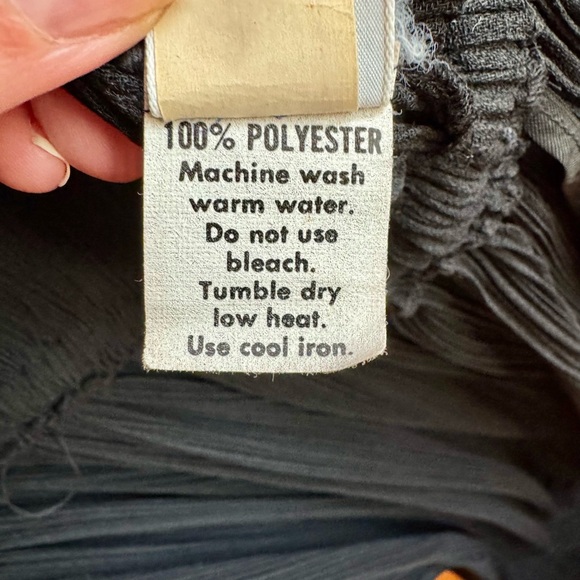 100% POLYESTER
Machine wash
warm water.
Do not use
bleach.
Tumble dry
low heat.
Use cool iron.